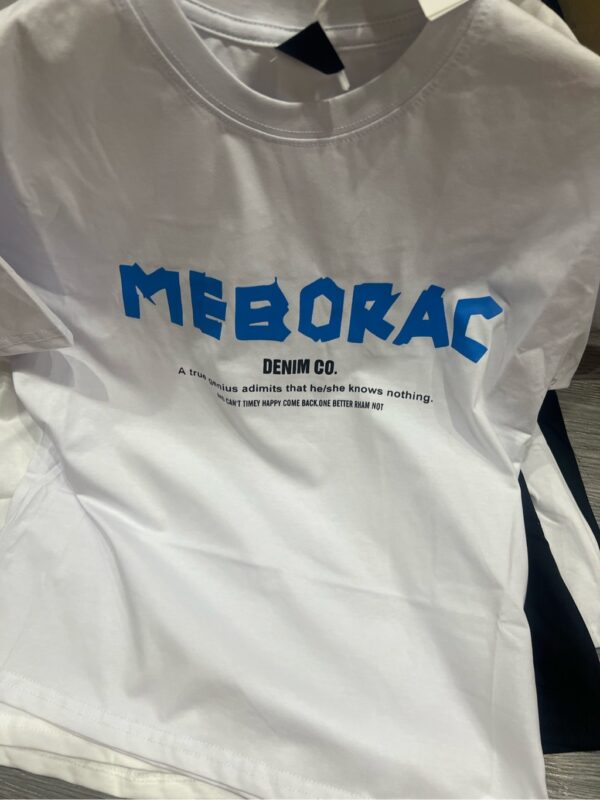 MEBORAC
DENIM CO.
A true genius adimits that he/she knows nothing.
CAN'T TIMEY HAPPY COME BACK.ONE BETTER RHAM NOT